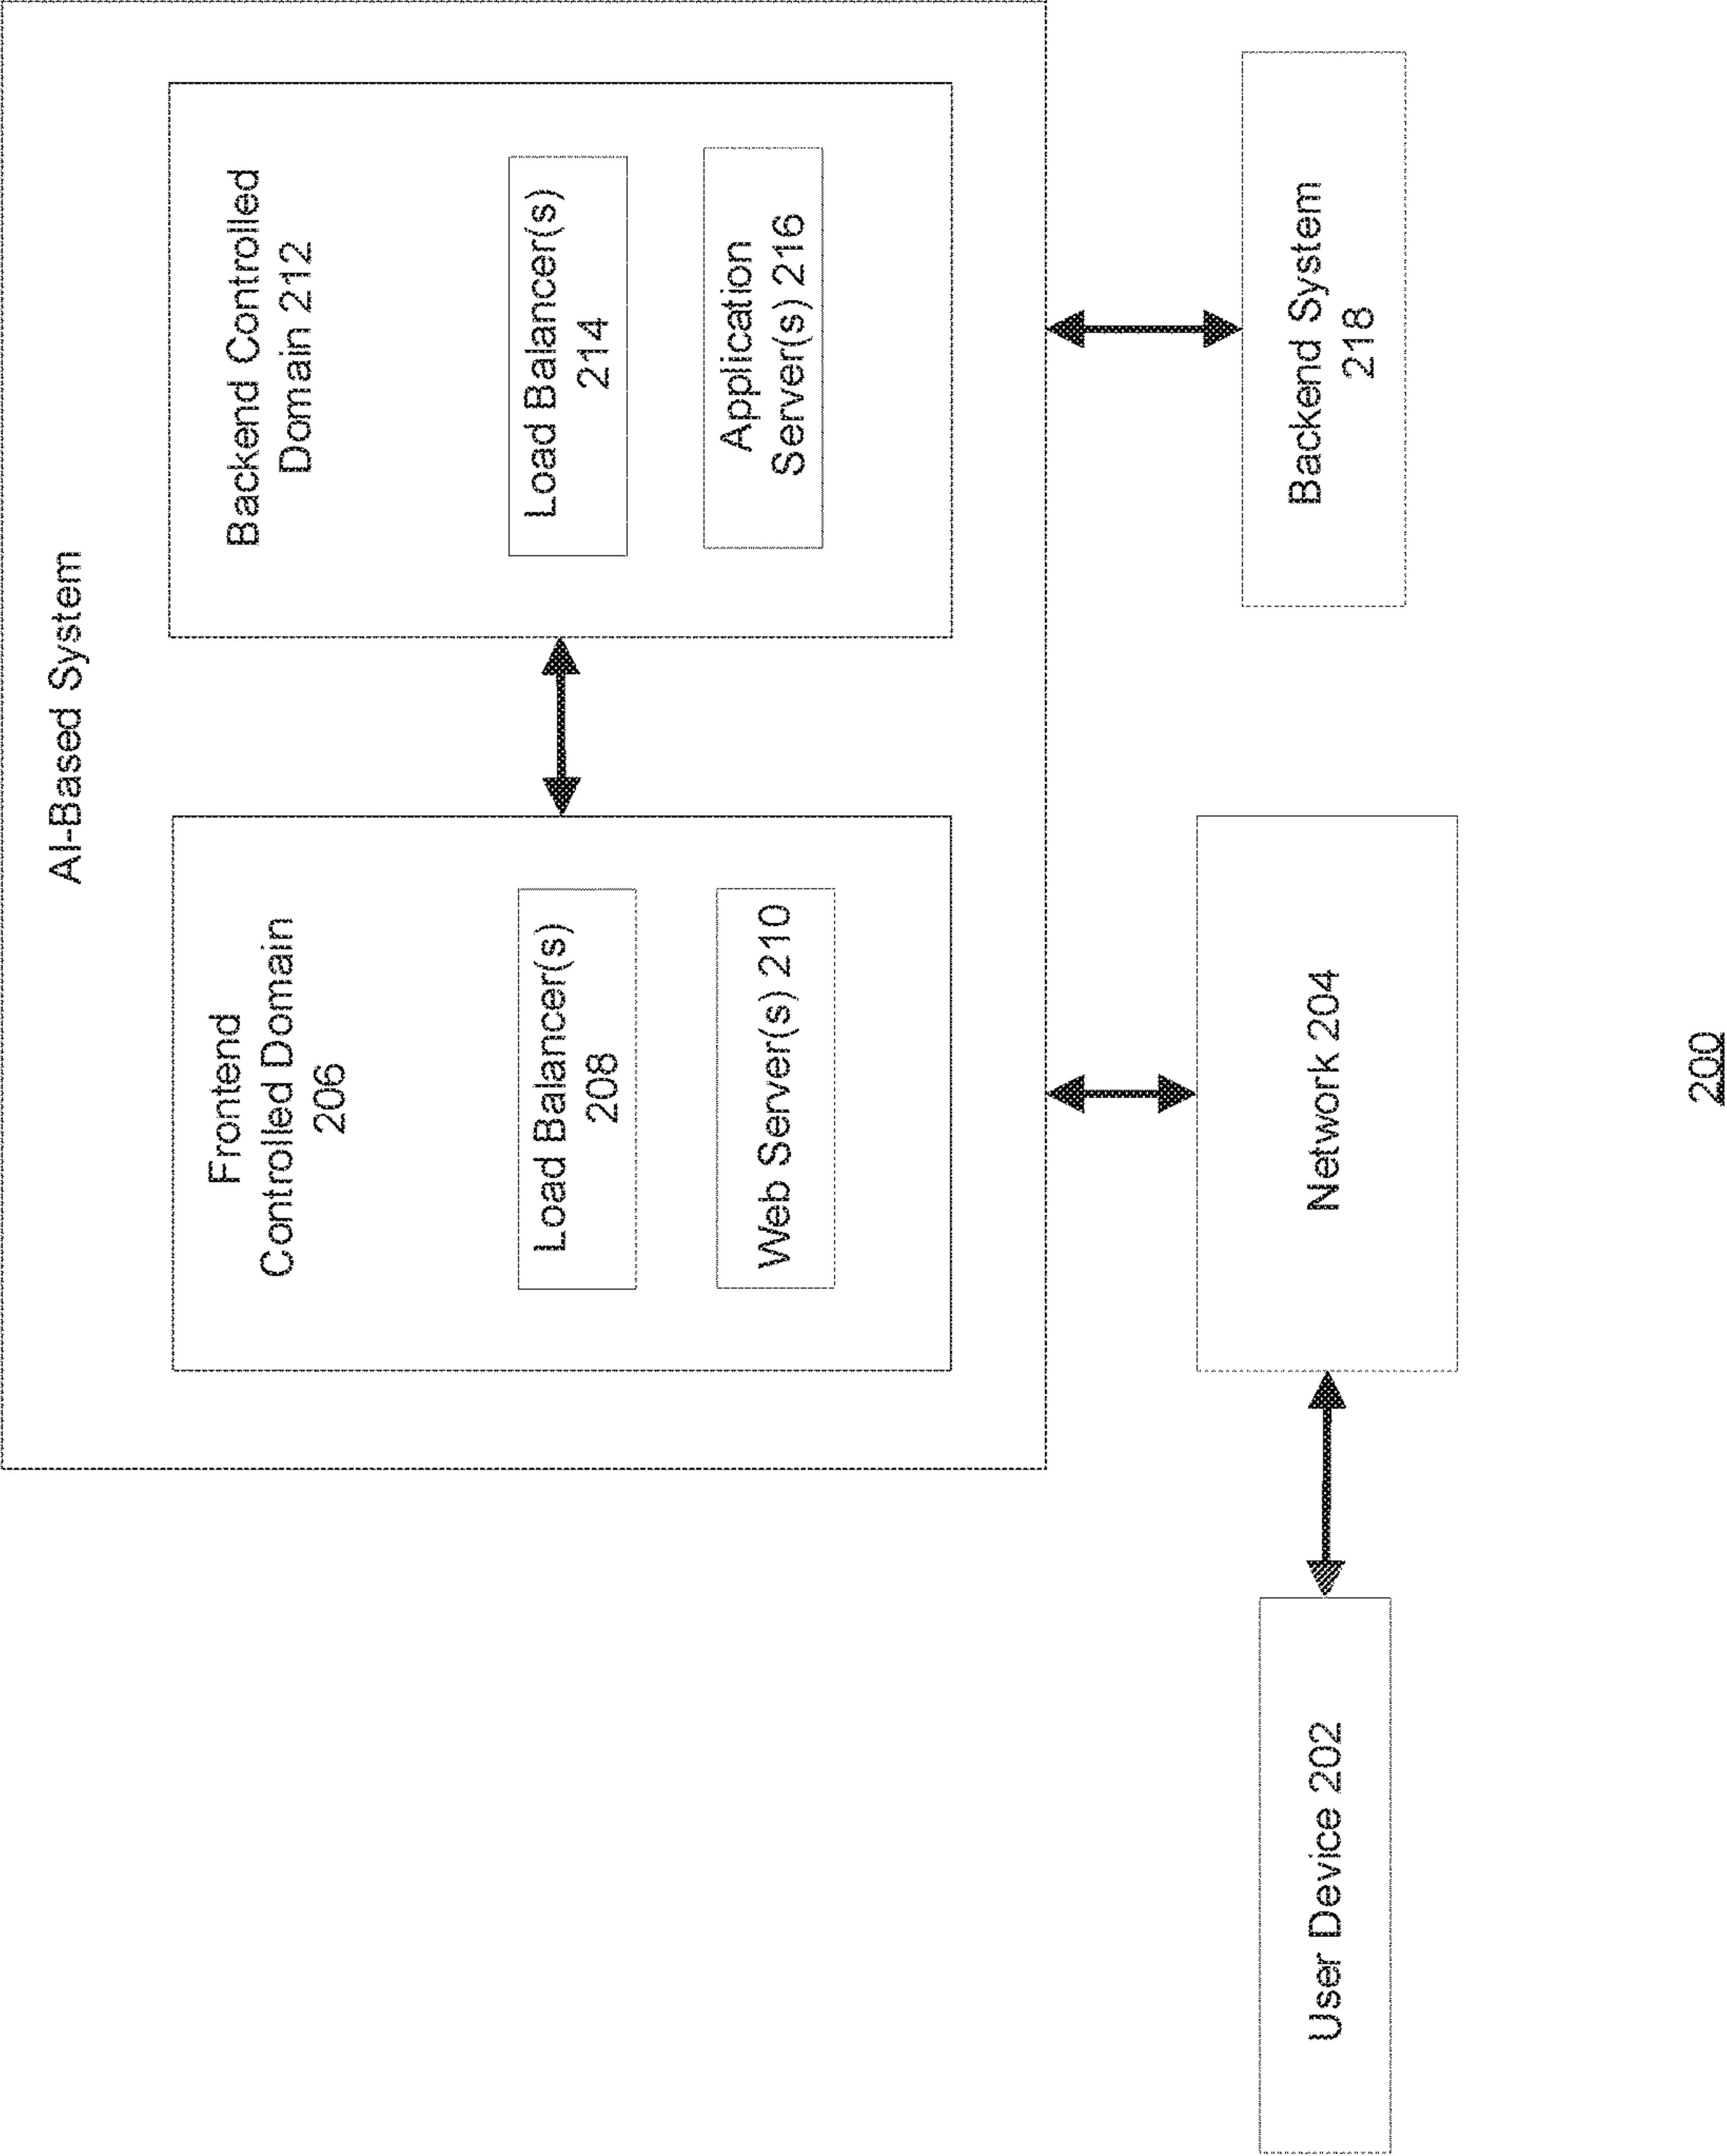 AI-Based System
Frontend
Controlled Domain
206
Load Balancer(s)
208
Web Server(s) 210
Backend Controlled
Domain 212
Load Balancer(s)
214
Application
Server(s) 216
User Device 202
Network 204
Backend System
218
200